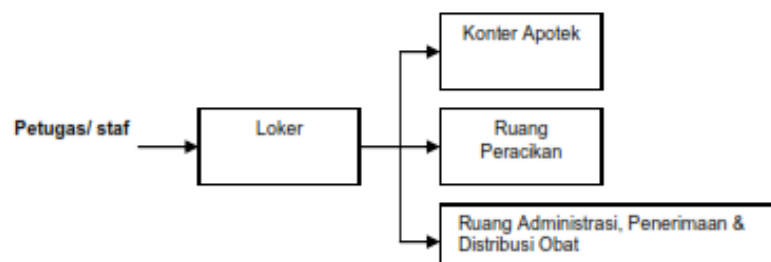 Konter Apotek
Petugas/ staf
Loker
Ruang
Peracikan
Ruang Administrasi, Penerimaan &
Distribusi Obat